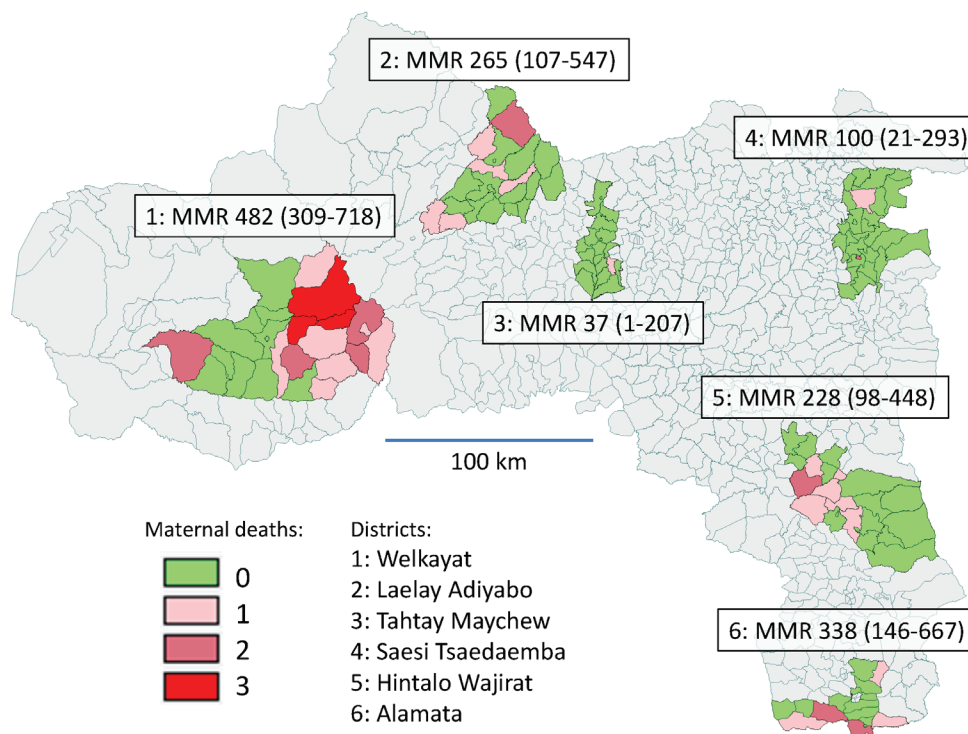 2: MMR 265 (107-547)
4: MMR 100 (21-293)
1: MMR 482 (309-718)
3: MMR 37 (1-207)
5: MMR 228 (98-448)
100 km
Maternal deaths:
0
1
2
3
Districts:
1: Welkayat
2: Laelay Adiyabo
3: Tahtay Maychew
4: Saesi Tsaedaemba
5: Hintalo Wajirat
6: Alamata
6: MMR 338 (146-667)